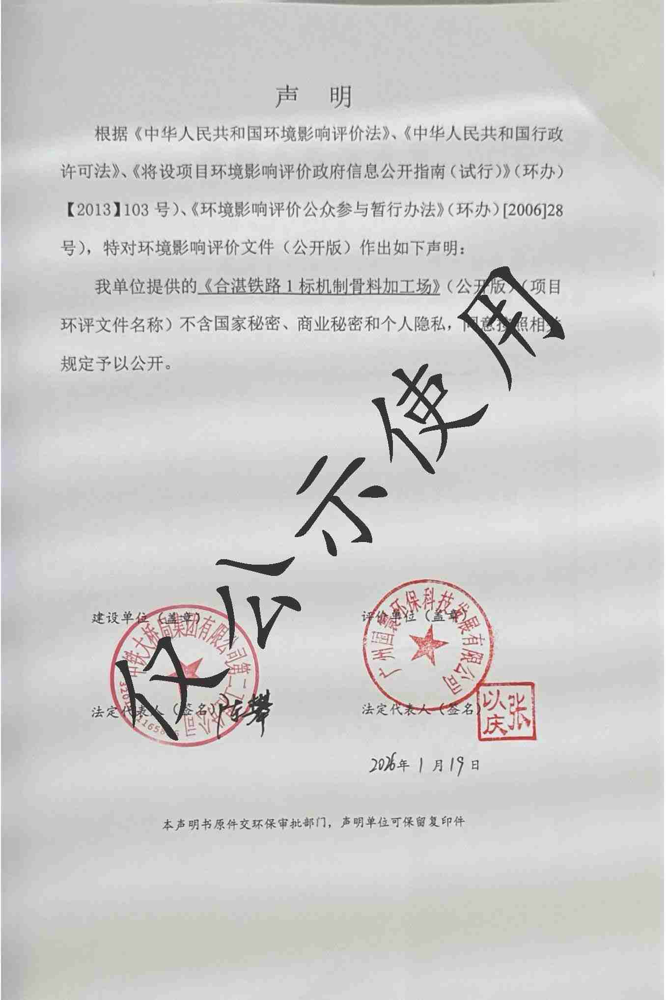 声 明
根据《中华人民共和国环境影响评价法》、《中华人民共和国行政
许可法》、《将设项目环境影响评价政府信息公开指南（试行）》（环办）
【2013】103 号）、《环境影响评价公众参与暂行办法》（环办）[2006]28
号），特对环境影响评价文件（公开版）作出如下声明：
我单位提供的《合湛铁路 1 标机制骨料加工场》（公开版）（项目
环评文件名称）不含国家秘密、商业秘密和个人隐私，同意按照相关
规定予以公开。
仅公示使用
建设单位（盖章）
中铁大桥局集团有限公司第二工程分公司
法定代表人（签名）
评价单位（盖章）
广州国寰环保科技发展有限公司
法定代表人（签名）
张以庆
2026年 1 月 19 日
本声明书原件交环保审批部门，声明单位可保留复印件